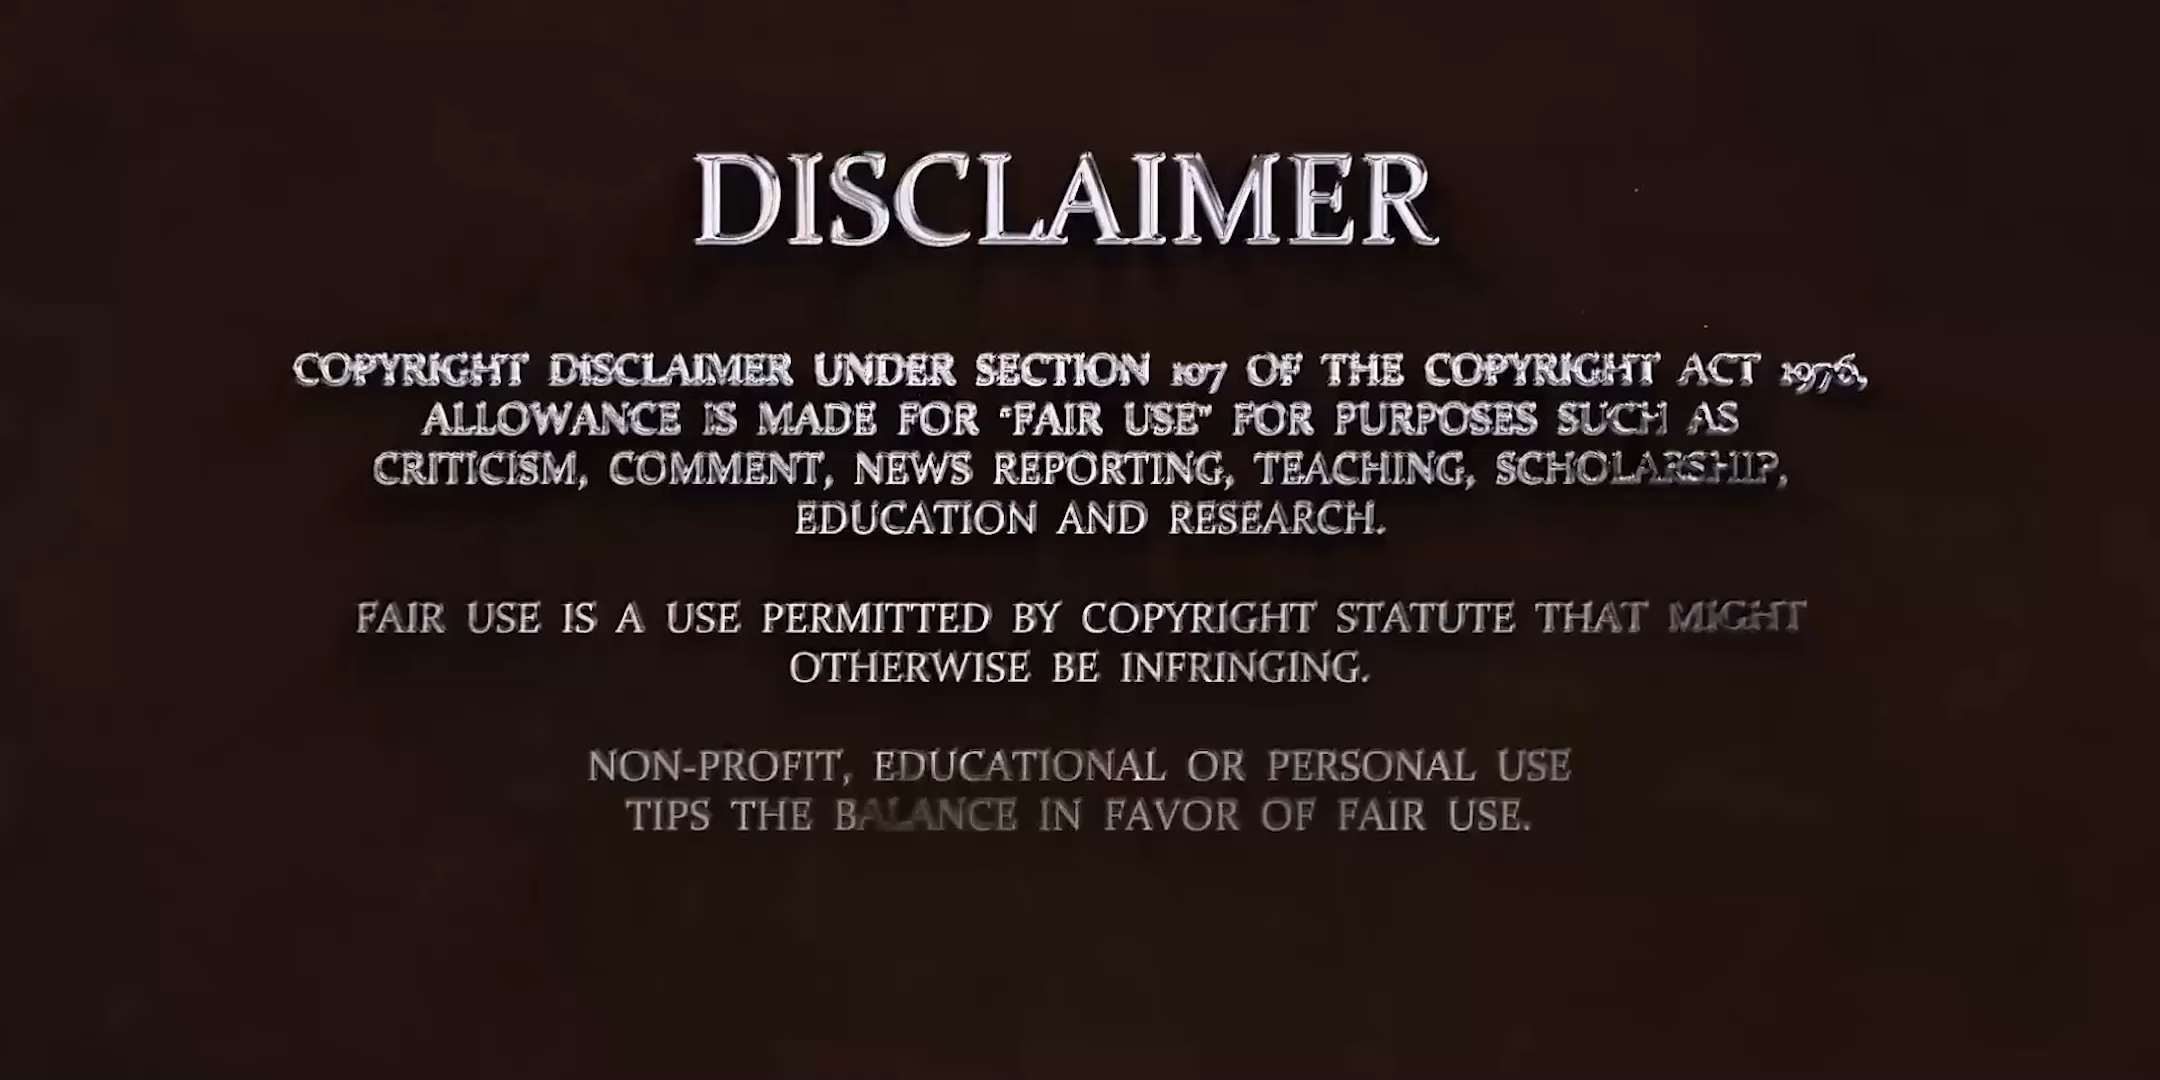 DISCLAIMER
COPYRIGHT DISCLAIMER UNDER SECTION 107 OF THE COPYRIGHT ACT 1976,
ALLOWANCE IS MADE FOR "FAIR USE" FOR PURPOSES SUCH AS
CRITICISM, COMMENT, NEWS REPORTING, TEACHING, SCHOLARSHIP,
EDUCATION AND RESEARCH.
FAIR USE IS A USE PERMITTED BY COPYRIGHT STATUTE THAT MIGHT
OTHERWISE BE INFRINGING.
NON-PROFIT, EDUCATIONAL OR PERSONAL USE
TIPS THE BALANCE IN FAVOR OF FAIR USE.